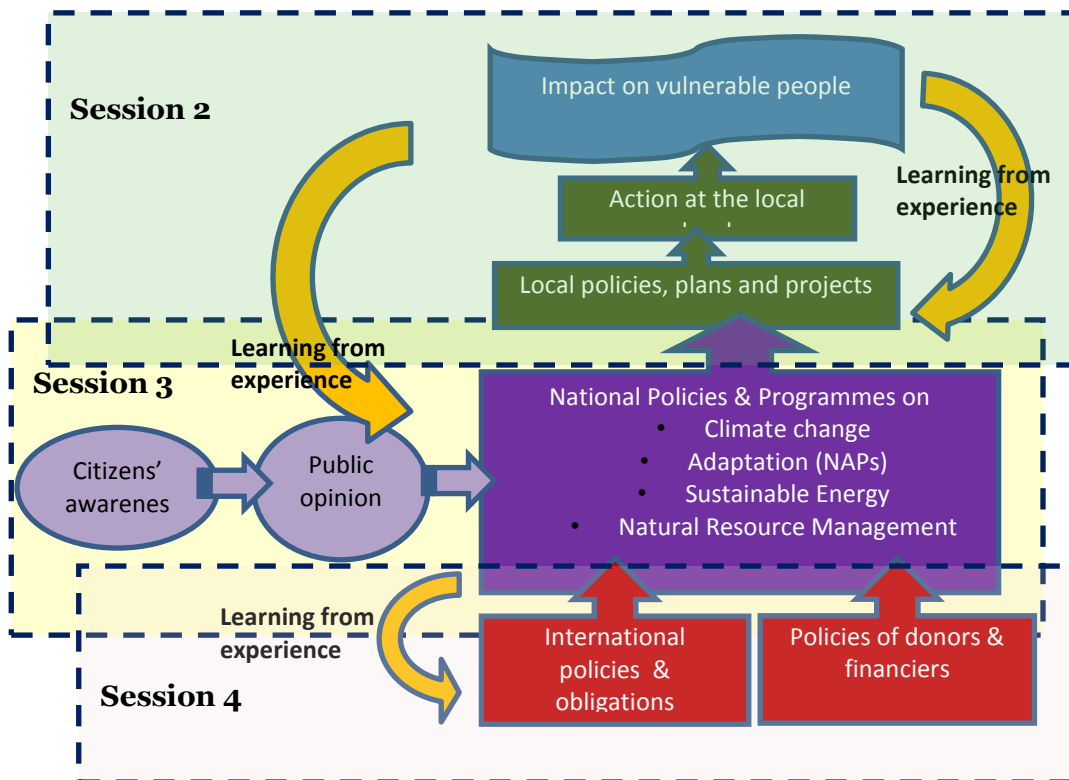 Session 2
Impact on vulnerable people
Learning from
experience
Action at the local
Local policies, plans and projects
Learning from
experience
Session 3
National Policies & Programmes on
• Climate change
• Adaptation (NAPs)
• Sustainable Energy
• Natural Resource Management
Citizens’
awarenes
Public
opinion
Learning from
experience
International
policies & 
obligations
Policies of donors &
financiers
Session 4